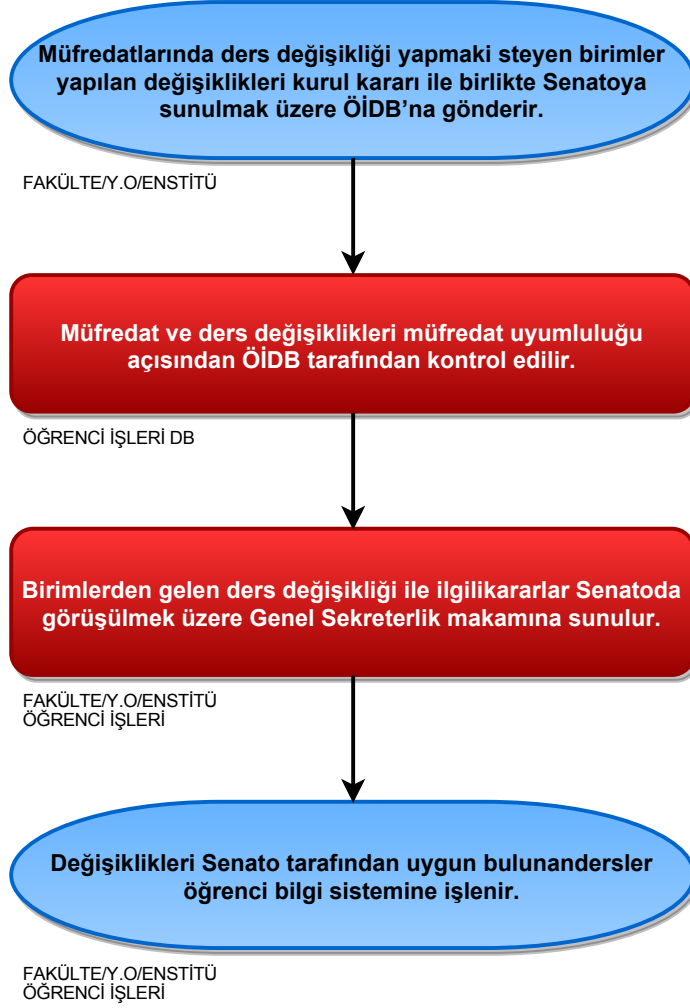 Müfredatlarında ders değişikliği yapmaki steyen birimler
yapılan değişiklikleri kurul kararı ile birlikte Senatoya
sunulmak üzere ÖİDB’na gönderir.
FAKÜLTE/Y.O/ENSTİTÜ
Müfredat ve ders değişiklikleri müfredat uyumluluğu
açısından ÖİDB tarafından kontrol edilir.
ÖĞRENCİ İŞLERİ DB
Birimlerden gelen ders değişikliği ile ilgilikararlar Senatoda
görüşülmek üzere Genel Sekreterlik makamına sunulur.
FAKÜLTE/Y.O/ENSTİTÜ
ÖĞRENCİ İŞLERİ
Değişiklikleri Senato tarafından uygun bulunandersler
öğrenci bilgi sistemine işlenir.
FAKÜLTE/Y.O/ENSTİTÜ
ÖĞRENCİ İŞLERİ